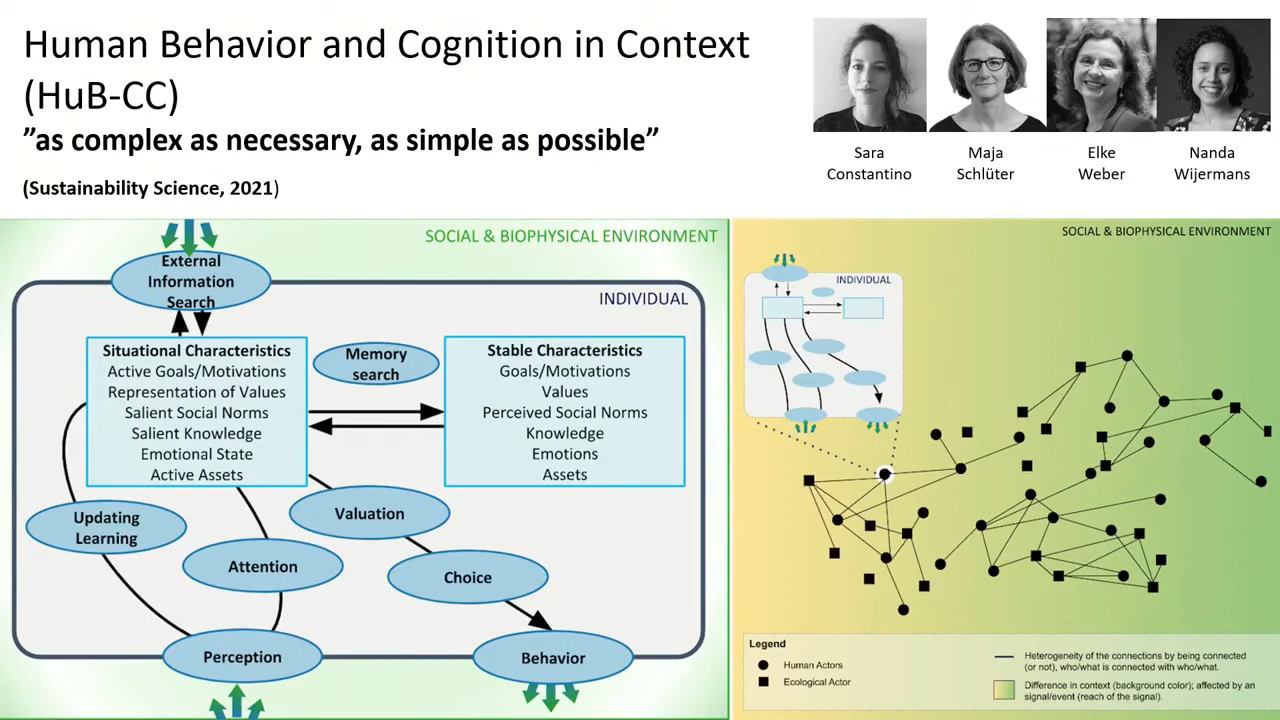 Human Behavior and Cognition in Context
(HuB-CC)
”as complex as necessary, as simple as possible”
(Sustainability Science, 2021)
Sara
Constantino
Maja
Schlüter
Elke
Weber
Nanda
Wijermans
SOCIAL & BIOPHYSICAL ENVIRONMENT
External
Information
Search
INDIVIDUAL
Situational Characteristics
Active Goals/Motivations
Representation of Values
Salient Social Norms
Salient Knowledge
Emotional State
Active Assets
Memory
search
Stable Characteristics
Goals/Motivations
Values
Perceived Social Norms
Knowledge
Emotions
Assets
Updating
Learning
Attention
Valuation
Choice
Perception
Behavior
SOCIAL & BIOPHYSICAL ENVIRONMENT
INDIVIDUAL
Legend
Human Actors
Ecological Actor
Heterogeneity of the connections by being connected
(or not), who/what is connected with who/what.
Difference in context (background color); affected by an
signal/event (reach of the signal).